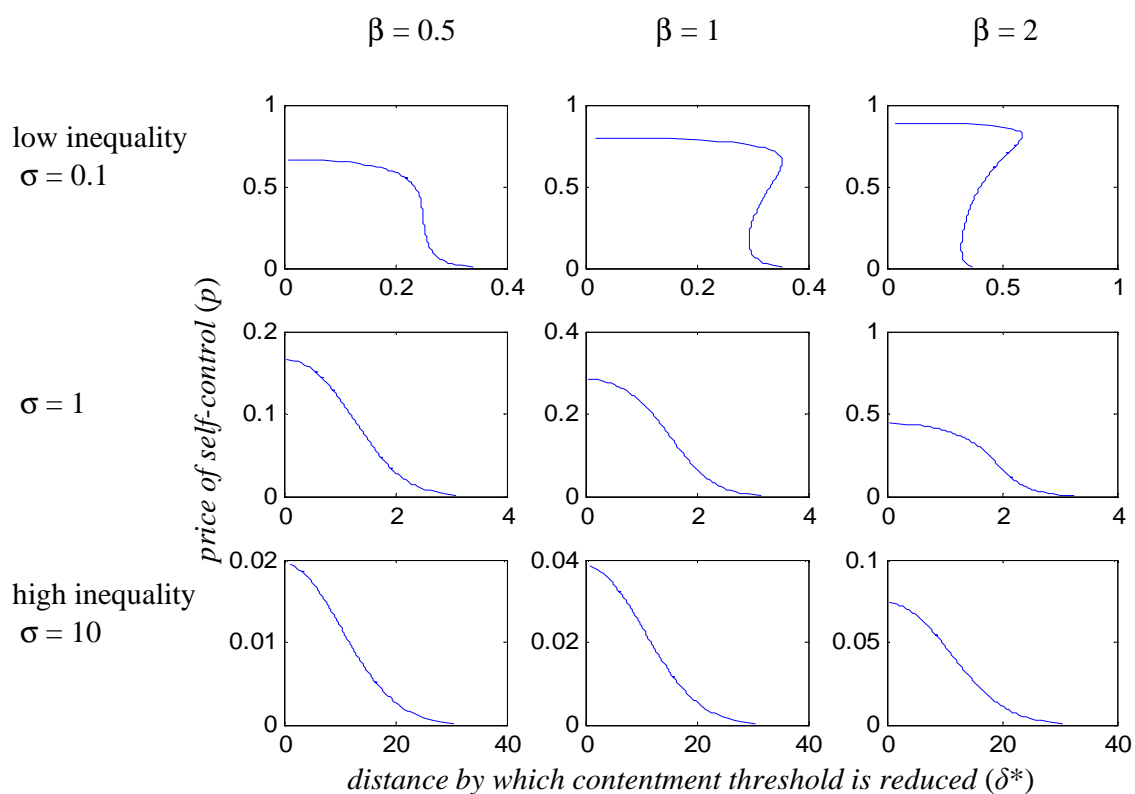 β = 0.5 β = 1 β = 2
low inequality
σ = 0.1
1 1 1
0.5 0.5 0.5
0 0 0
0 0.2 0.4 0 0.2 0.4 0 0.5 1
price of self-control (p)
σ = 1
0.2 0.4 1
0.1 0.2 0.5
0 0 0
0 2 4 0 2 4 0 2 4
high inequality
σ = 10
0.02 0.04 0.1
0.01 0.02 0.05
0 0 0
0 20 40 0 20 40 0 20 40
distance by which contentment threshold is reduced (δ*)